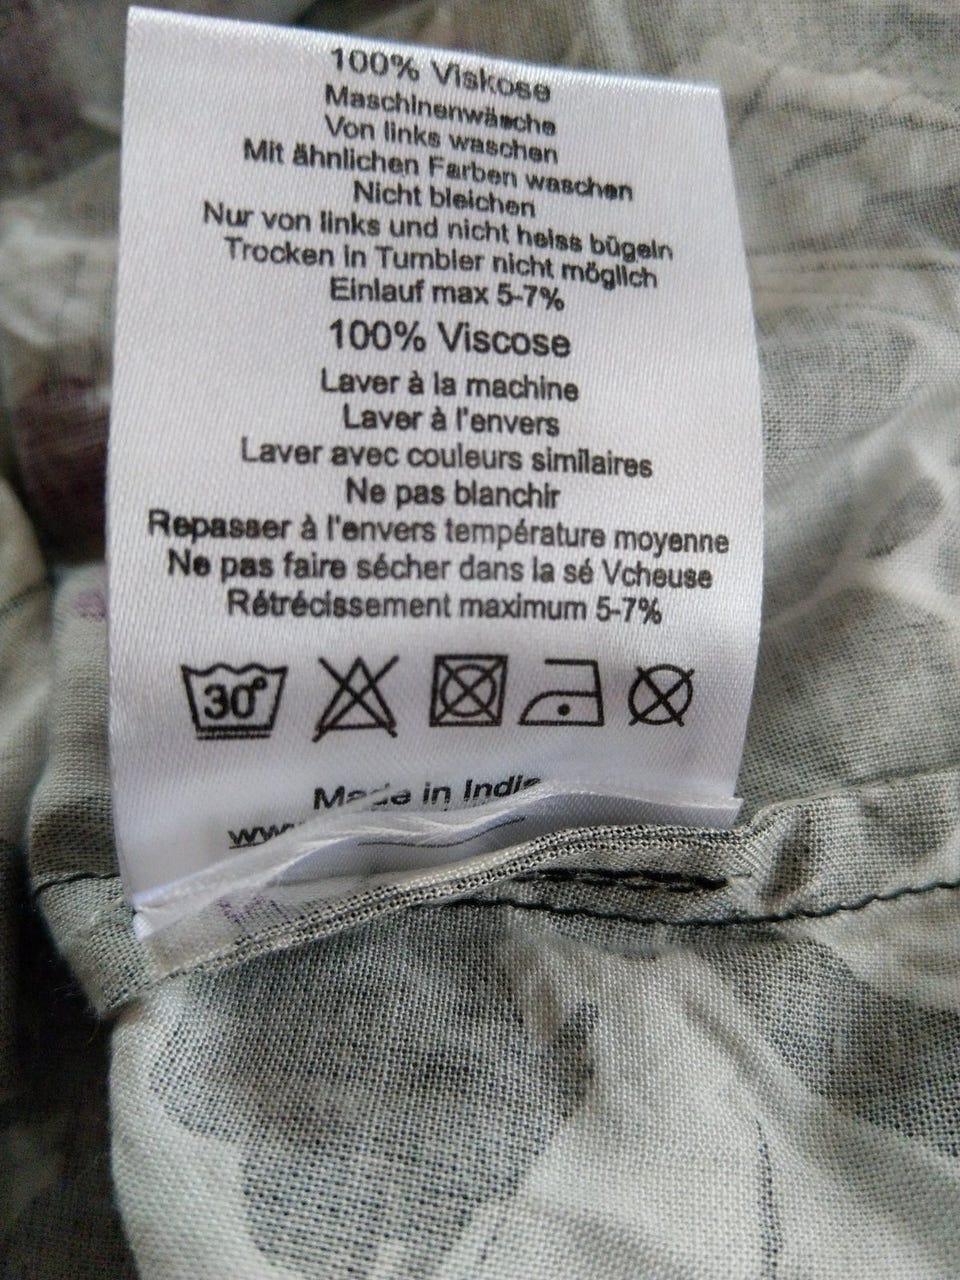 100% Viskose
Maschinenwäsche
Von links waschen
Mit ähnlichen Farben waschen
Nicht bleichen
Nur von links und nicht heiss bügeln
Trocken in Tumbler nicht möglich
Einlauf max 5-7%
100% Viscose
Laver à la machine
Laver à l'envers
Laver avec couleurs similaires
Ne pas blanchir
Repasser à l'envers température moyenne
Ne pas faire sécher dans la sé Vcheuse
Rétrécissement maximum 5-7%
30°
Made in India